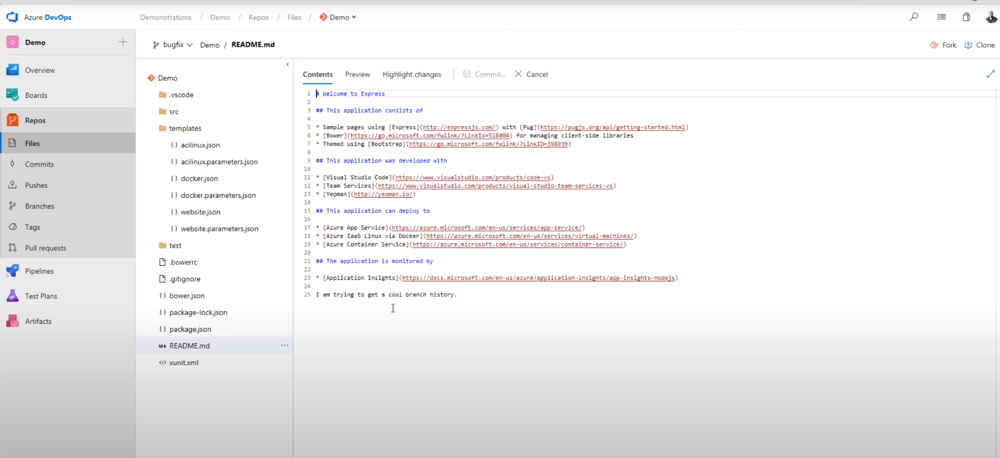 Azure DevOps
Demonstrations / Demo / Repos / Files / Demo
D Demo
bugfix Demo / README.md
Fork Clone
Overview
Boards
Repos
Files
Commits
Pushes
Branches
Tags
Pull requests
Pipelines
Test Plans
Artifacts
Demo
.vscode
src
templates
{} acilinux.json
{} acilinux.parameters.json
{} docker.json
{} docker.parameters.json
{} website.json
{} website.parameters.json
test
.bowerrc
.gitignore
{} bower.json
{} package-lock.json
{} package.json
M↓ README.md ...
</> xunit.xml
Contents Preview Highlight changes Commit... Cancel
1 # Welcome to Express
2
3 ## This application consists of
4
5 * Sample pages using [Express](http://expressjs.com/) with [Pug](https://pugjs.org/api/getting-started.html)
6 * [Bower](https://go.microsoft.com/fwlink/?LinkId=518004) for managing client-side libraries
7 * Themed using [Bootstrap](https://go.microsoft.com/fwlink/?LinkID=398939)
8
9 ## This application was developed with
10
11 * [Visual Studio Code](https://www.visualstudio.com/products/code-vs)
12 * [Team Services](https://www.visualstudio.com/products/visual-studio-team-services-vs)
13 * [Yeoman](http://yeoman.io/)
14
15 ## This application can deploy to
16
17 * [Azure App Service](https://azure.microsoft.com/en-us/services/app-service/)
18 * [Azure IaaS Linux via Docker](https://azure.microsoft.com/en-us/services/virtual-machines/)
19 * [Azure Container Service](https://azure.microsoft.com/en-us/services/container-service/)
20
21 ## The application is monitored by
22
23 * [Application Insights](https://docs.microsoft.com/en-us/azure/application-insights/app-insights-nodejs)
24
25 I am trying to get a cool branch history.